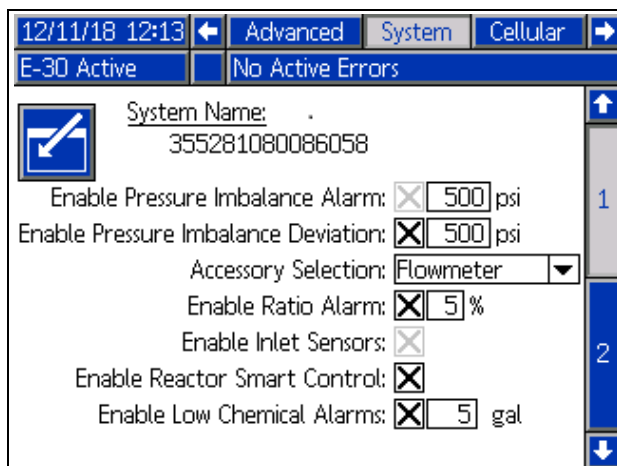 12/11/18 12:13 Advanced System Cellular
E-30 Active No Active Errors
System Name: .
355281080086058
Enable Pressure Imbalance Alarm: 500 psi
Enable Pressure Imbalance Deviation: 500 psi
Accessory Selection: Flowmeter
Enable Ratio Alarm: 5 %
Enable Inlet Sensors:
Enable Reactor Smart Control:
Enable Low Chemical Alarms: 5 gal
1
2